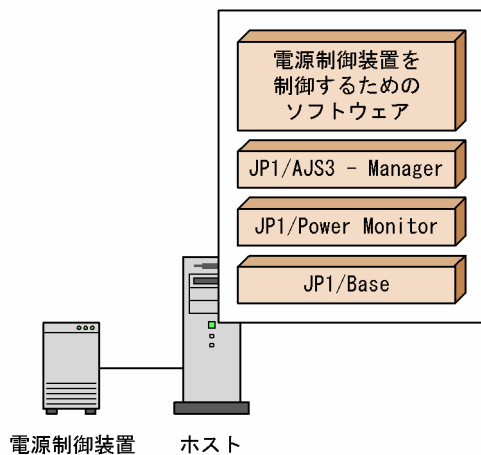 電源制御装置を
制御するための
ソフトウェア
JP1/AJS3 - Manager
JP1/Power Monitor
JP1/Base
電源制御装置
ホスト